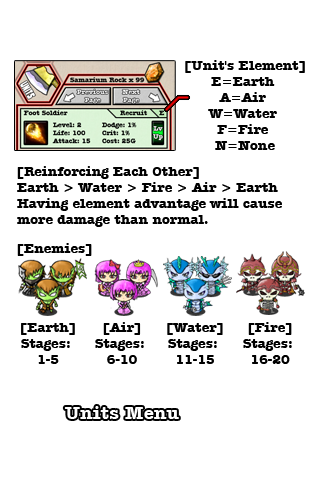 Samarium Rock x 99
UNITS
Previous Page
Next Page
Foot Soldier
Recruit
E
Level: 2
Dodge: 1%
Life: 100
Crit: 1%
Attack: 15
Cost: 25G
Lv Up
[Unit's Element]
E=Earth
A=Air
W=Water
F=Fire
N=None
[Reinforcing Each Other]
Earth > Water > Fire > Air > Earth
Having element advantage will cause
more damage than normal.
[Enemies]
[Earth]
Stages:
1-5
[Air]
Stages:
6-10
[Water]
Stages:
11-15
[Fire]
Stages:
16-20
Units Menu